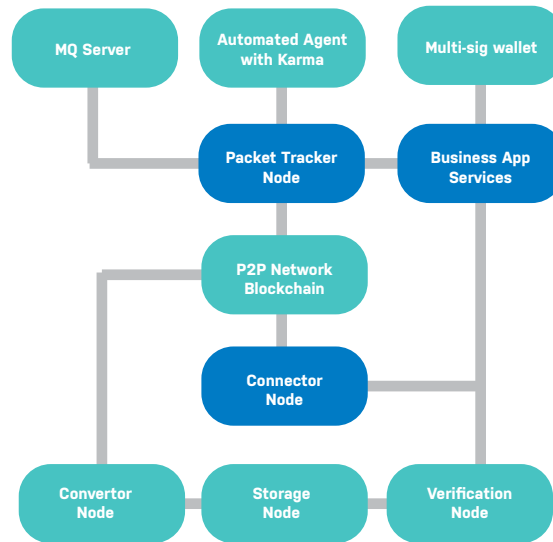 MQ Server
Automated Agent
with Karma
Multi-sig wallet
Packet Tracker
Node
Business App
Services
P2P Network
Blockchain
Connector
Node
Convertor
Node
Storage
Node
Verification
Node